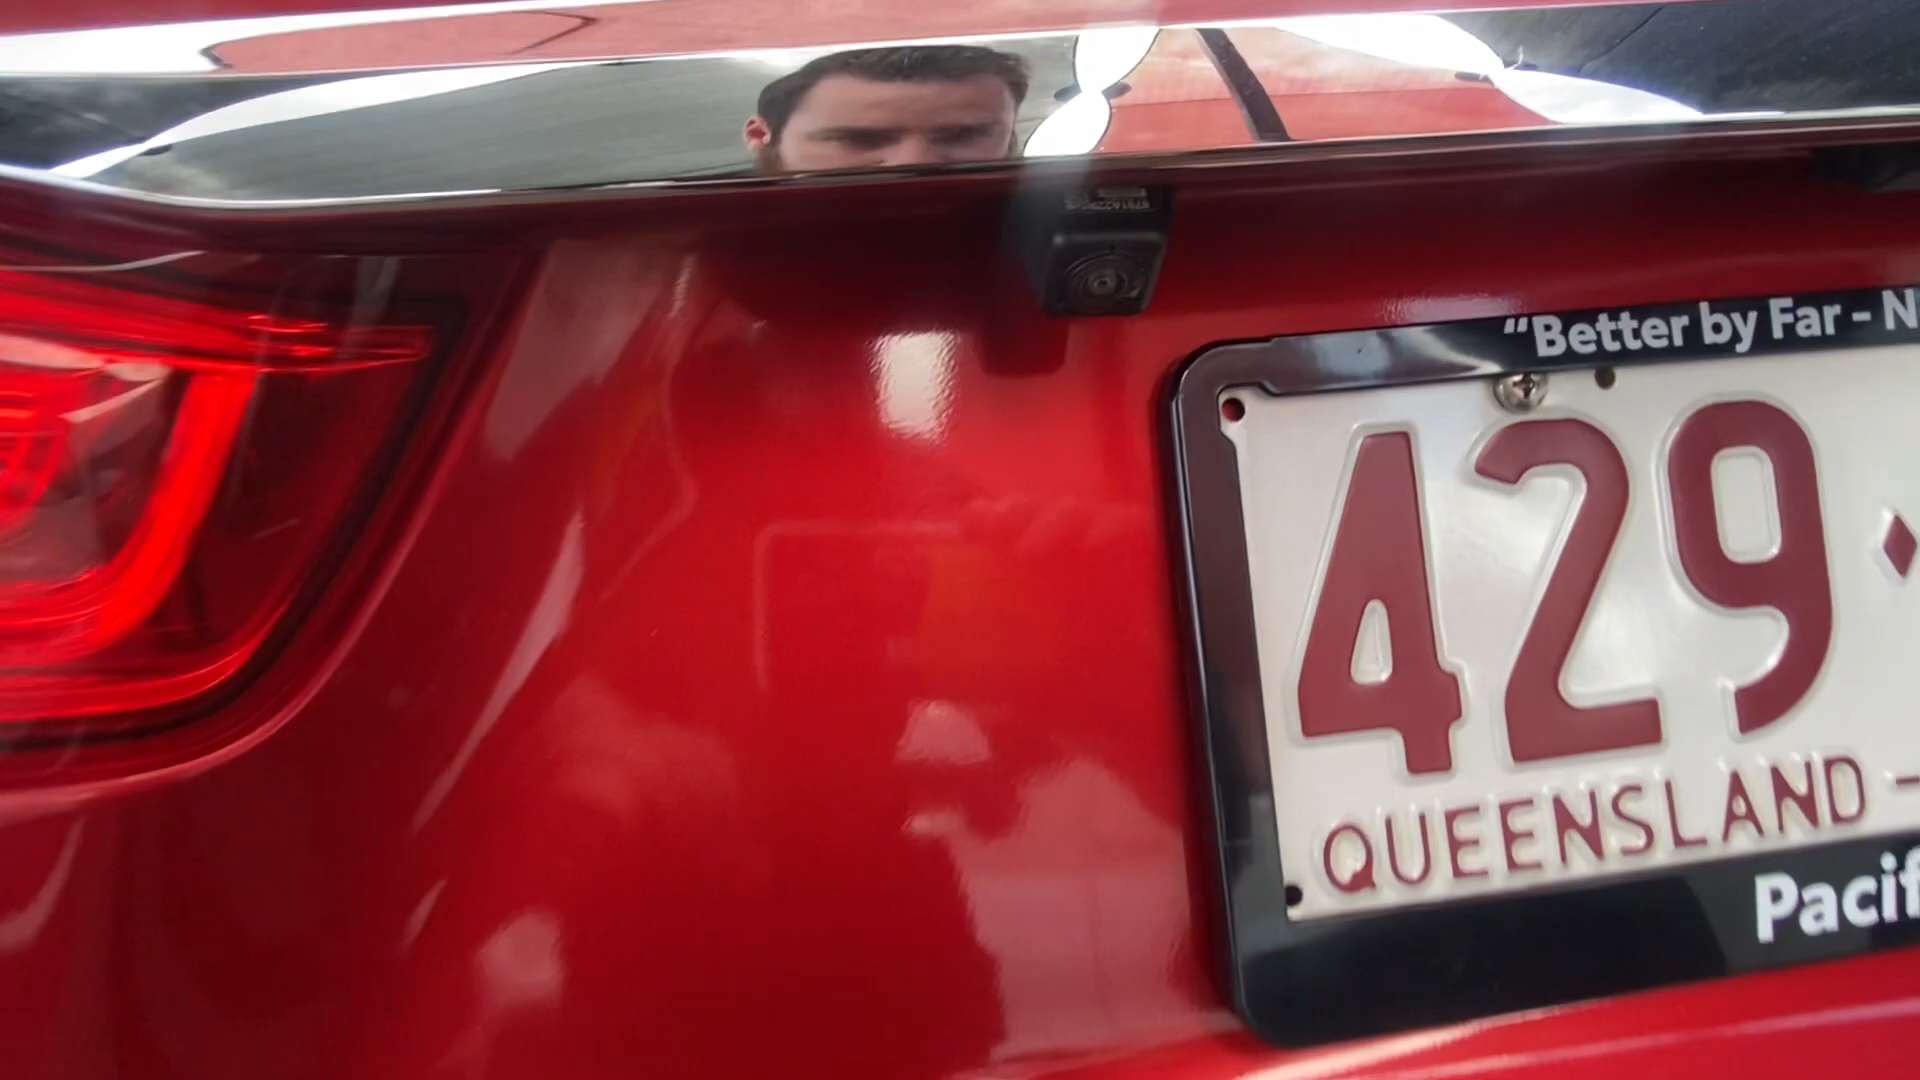 “Better by Far - N
429
QUEENSLAND -
Pacif